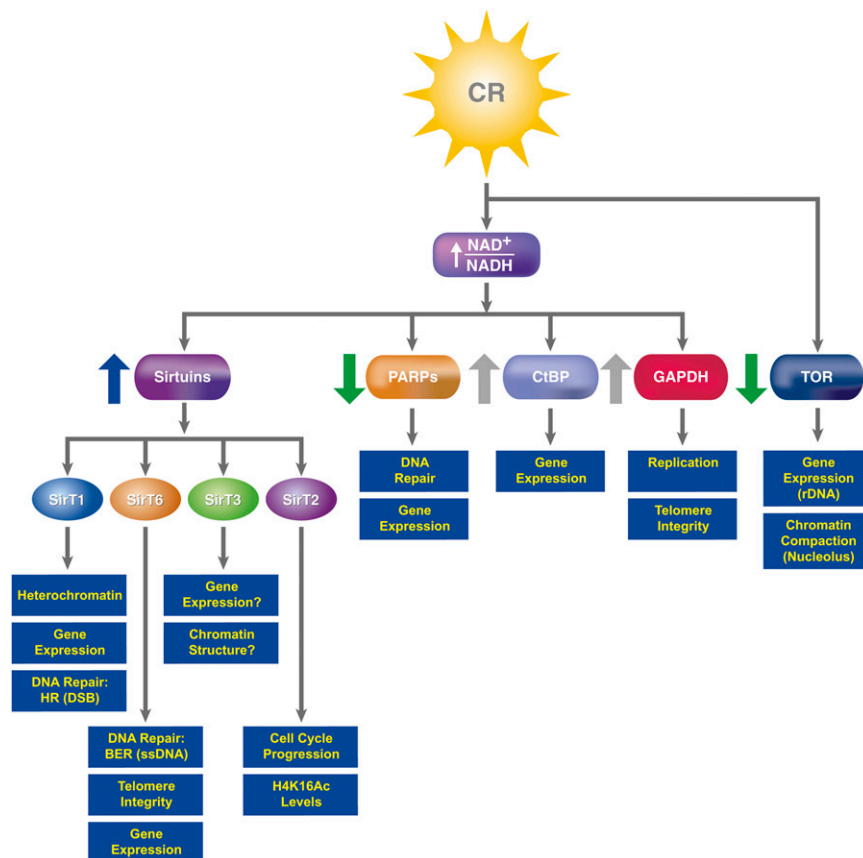 CR
NAD+
NADH
Sirtuins
PARPs
CtBP
GAPDH
TOR
SirT1
SirT6
SirT3
SirT2
DNA
Repair
Gene
Expression
Gene
Expression
Replication
Telomere
Integrity
Gene
Expression
(rDNA)
Chromatin
Compaction
(Nucleolus)
Heterochromatin
Gene
Expression
DNA Repair:
HR (DSB)
Gene
Expression?
Chromatin
Structure?
DNA Repair:
BER (ssDNA)
Telomere
Integrity
Gene
Expression
Cell Cycle
Progression
H4K16Ac
Levels